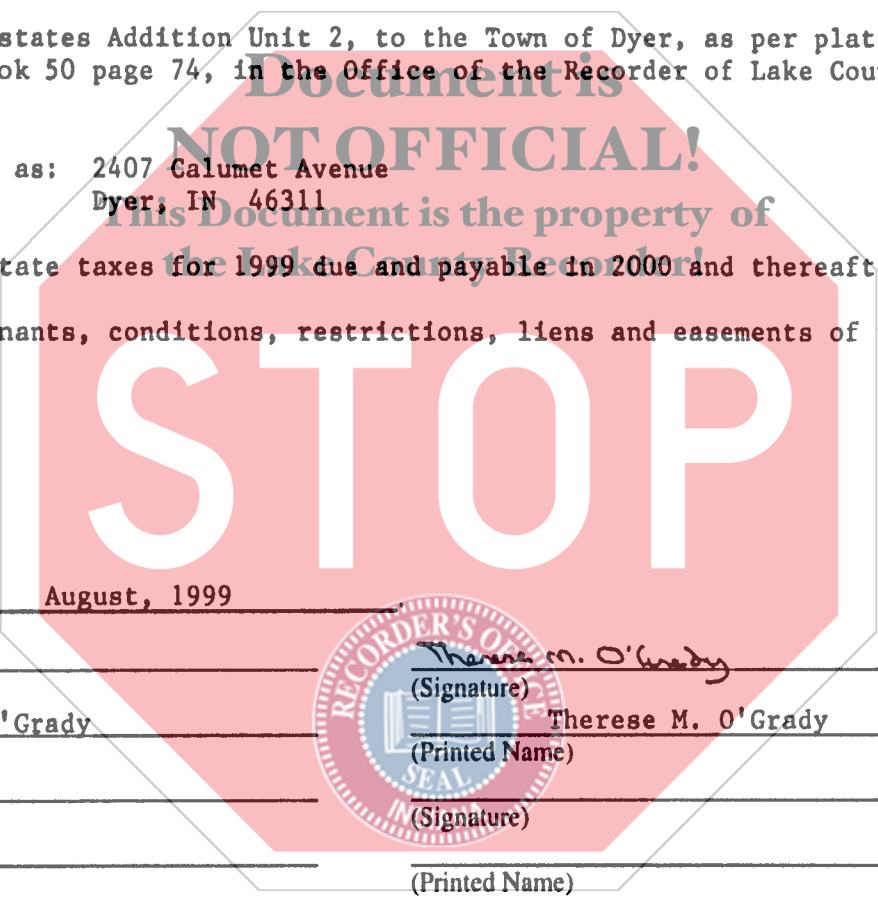 states Addition Unit 2, to the Town of Dyer, as per plat
ok 50 page 74, in the Office of the Recorder of Lake Cou
Document is
NOT OFFICIAL!
as: 2407 Calumet Avenue
Dyer, IN 46311
This Document is the property of
the Lake County Recorder!
tate taxes for 1999 due and payable in 2000 and thereaft
nants, conditions, restrictions, liens and easements of
STOP
August, 1999
RECORDER'S OFFICE
SEAL
INDIANA
Therese M. O'Grady
(Signature)
'Grady
Therese M. O'Grady
(Printed Name)
(Signature)
(Printed Name)